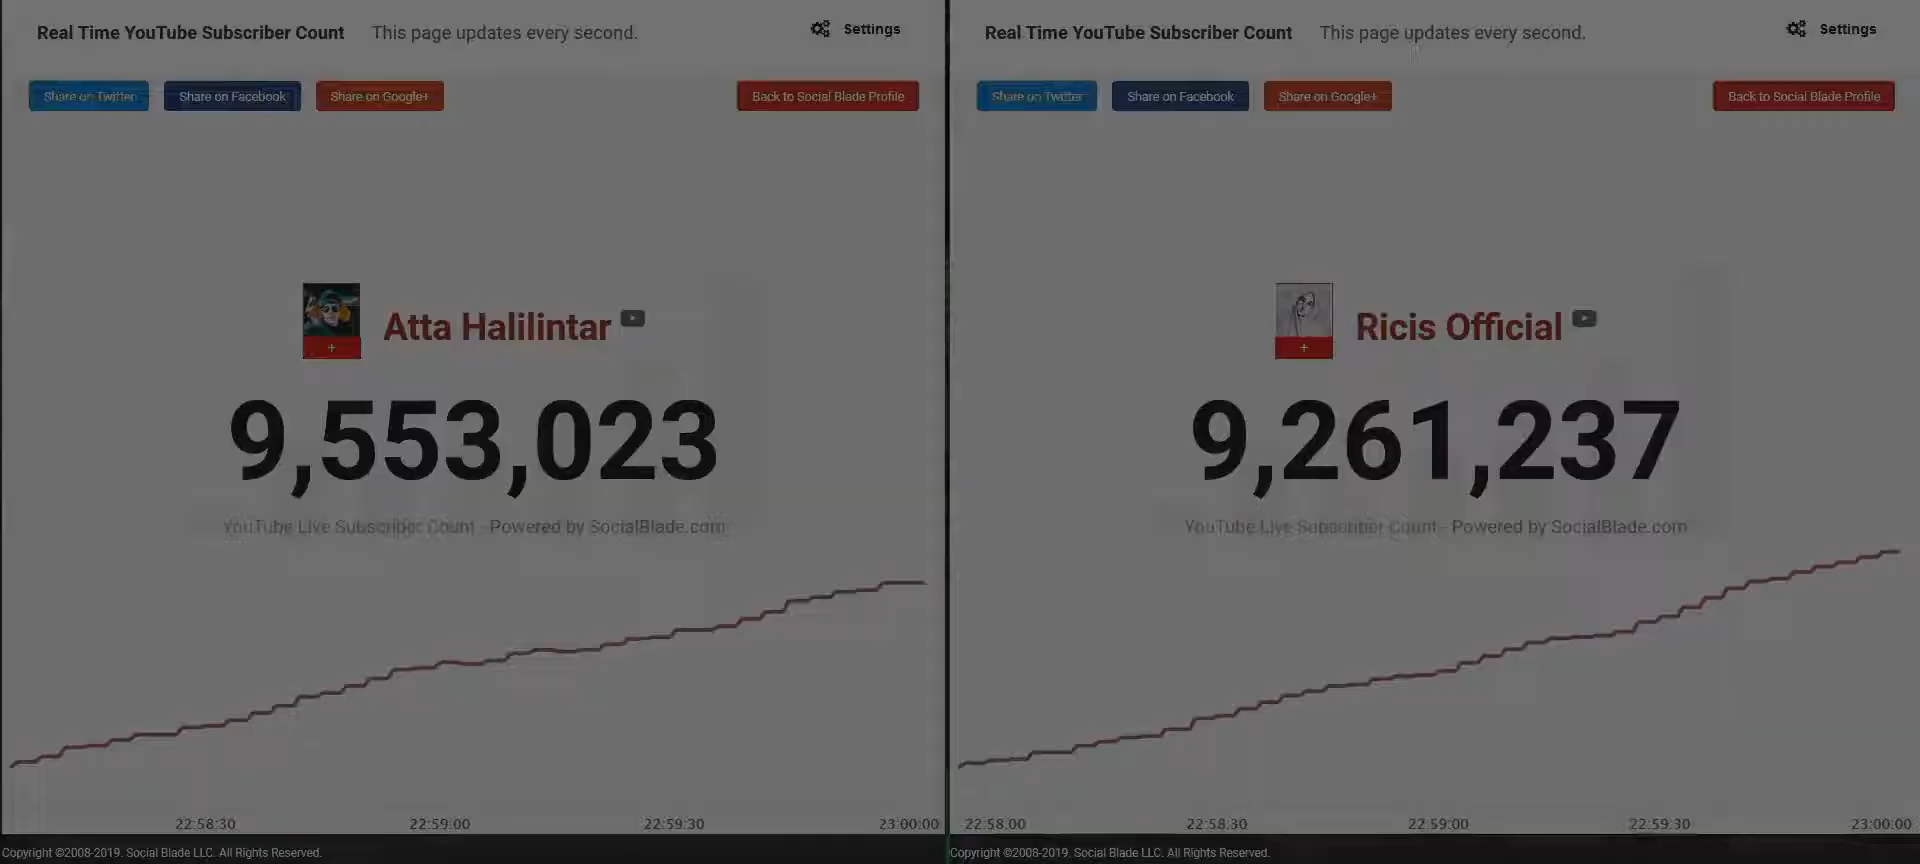 Real Time YouTube Subscriber Count This page updates every second. Settings
Share on Twitter Share on Facebook Share on Google+ Back to Social Blade Profile
Atta Halilintar
+
9,553,023
YouTube Live Subscriber Count - Powered by SocialBlade.com
22:58:30 22:59:00 22:59:30 23:00:00
Copyright ©2008-2019. Social Blade LLC. All Rights Reserved.
Real Time YouTube Subscriber Count This page updates every second. Settings
Share on Twitter Share on Facebook Share on Google+ Back to Social Blade Profile
Ricis Official
+
9,261,237
YouTube Live Subscriber Count - Powered by SocialBlade.com
22:58:00 22:58:30 22:59:00 22:59:30 23:00:00
Copyright ©2008-2019. Social Blade LLC. All Rights Reserved.